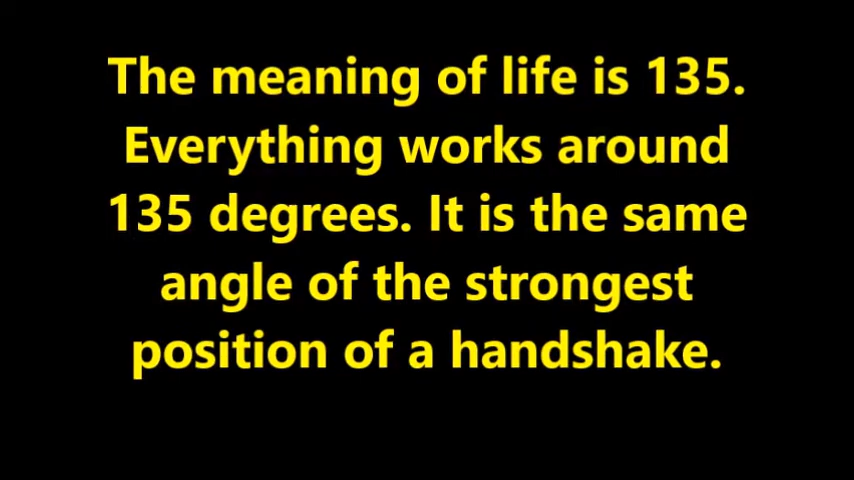 The meaning of life is 135.
Everything works around
135 degrees. It is the same
angle of the strongest
position of a handshake.